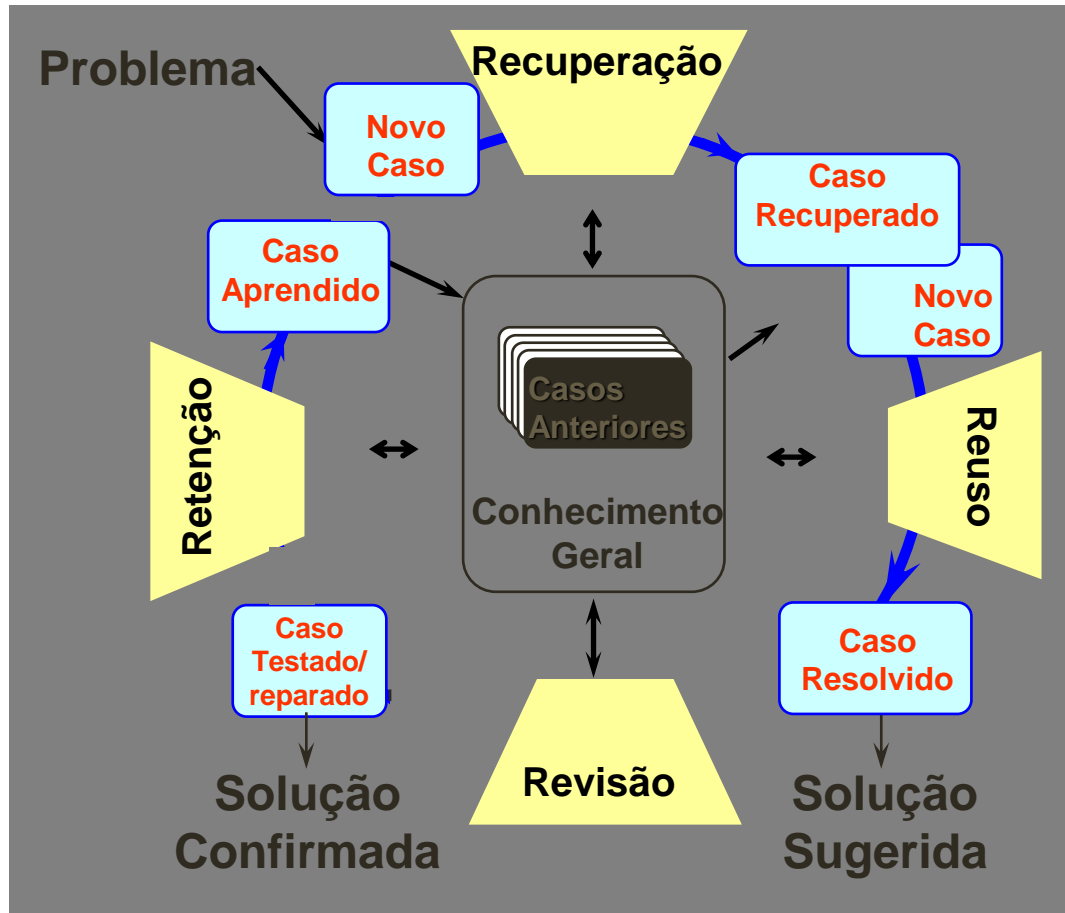 Problema
Recuperação
Novo
Caso
Caso
Recuperado
Caso
Aprendido
Novo
Caso
Casos
Anteriores
Retenção
Reuso
Conhecimento
Geral
Caso
Testado/
reparado
Caso
Resolvido
Revisão
Solução
Confirmada
Solução
Sugerida